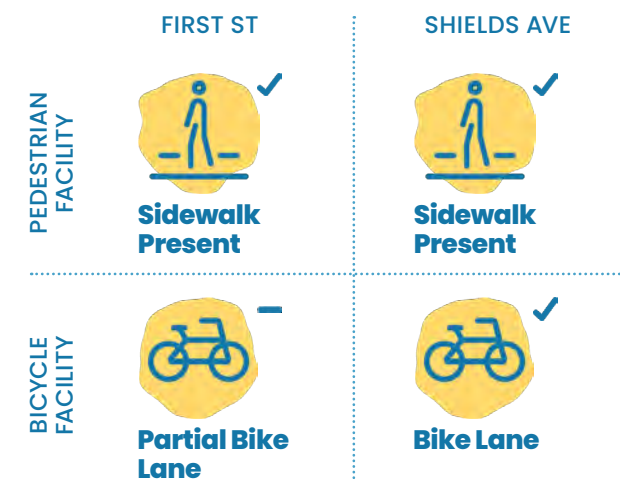 FIRST ST
SHIELDS AVE
PEDESTRIAN
FACILITY
Sidewalk
Present
Sidewalk
Present
BICYCLE
FACILITY
Partial Bike
Lane
Bike Lane